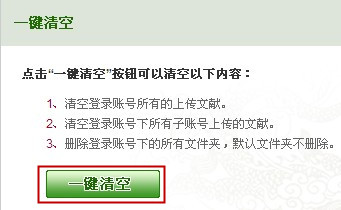 一键清空
点击“一键清空”按钮可以清空以下内容：
1、清空登录账号所有的上传文献。
2、清空登录账号下所有子账号上传的文献。
3、删除登录账号下的所有文件夹，默认文件夹不删除。
一键清空